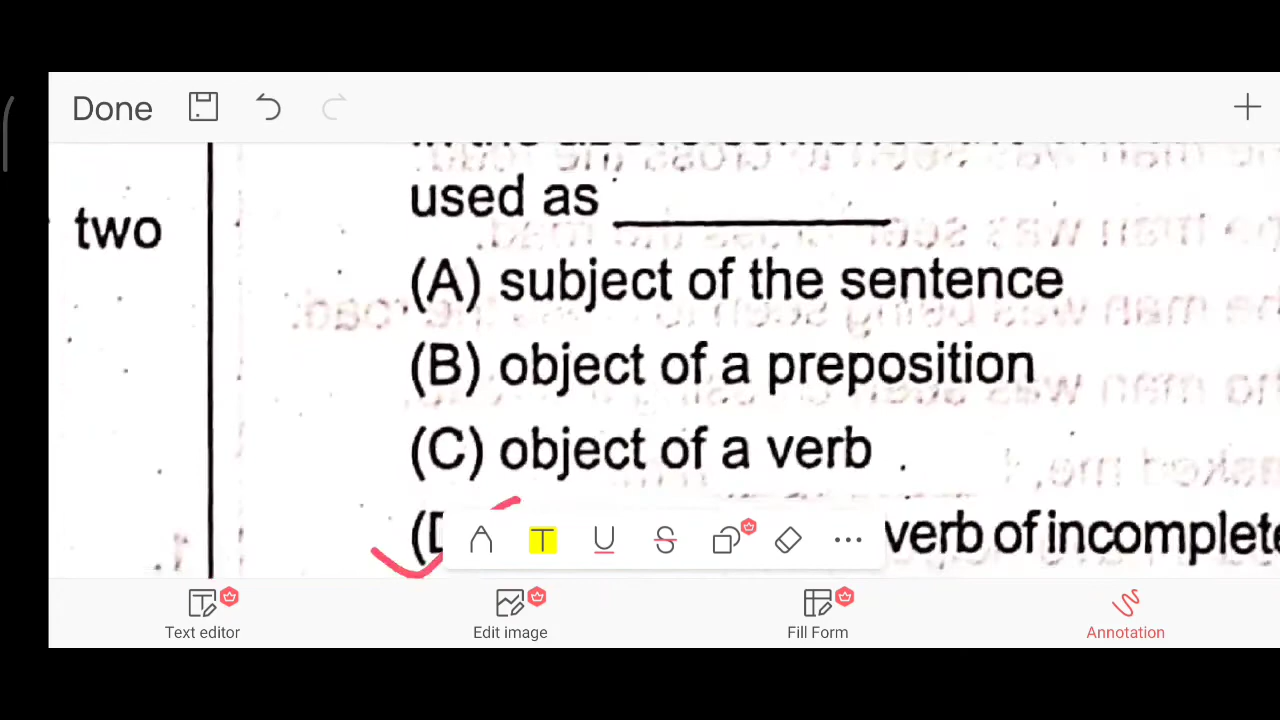 Done
used as
two
(A) subject of the sentence
(B) object of a preposition
(C) object of a verb
verb of incomplete
Text editor
Edit image
Fill Form
Annotation